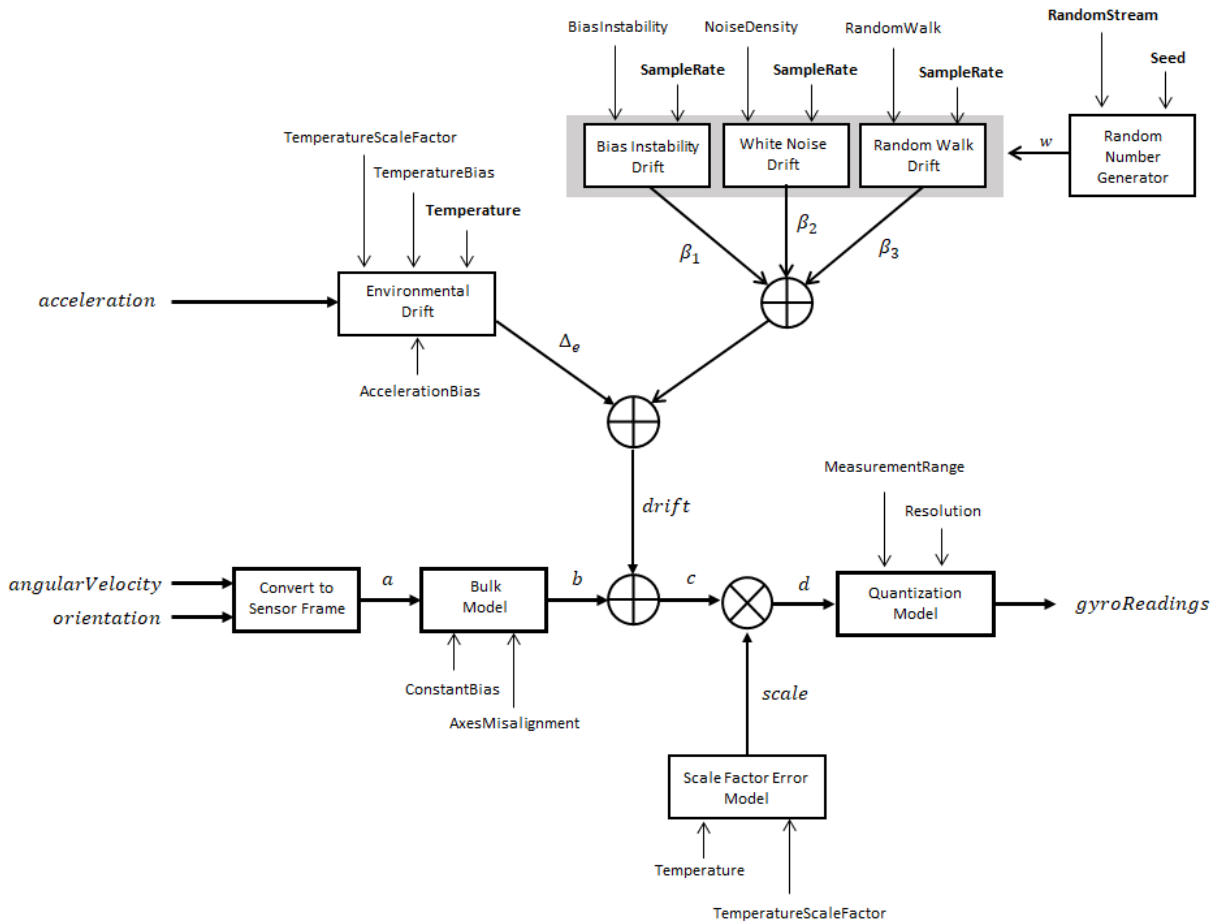 RandomStream
BiasInstability
NoiseDensity
RandomWalk
Seed
SampleRate
SampleRate
SampleRate
TemperatureScaleFactor
Bias Instability
Drift
White Noise
Drift
Random Walk
Drift
w
Random
Number
Generator
TemperatureBias
Temperature
β₁
β₂
β₃
acceleration
Environmental
Drift
Δₑ
AccelerationBias
MeasurementRange
drift
Resolution
angularVelocity
orientation
Convert to
Sensor Frame
a
Bulk
Model
b
c
d
Quantization
Model
gyroReadings
ConstantBias
AxesMisalignment
scale
Scale Factor Error
Model
Temperature
TemperatureScaleFactor